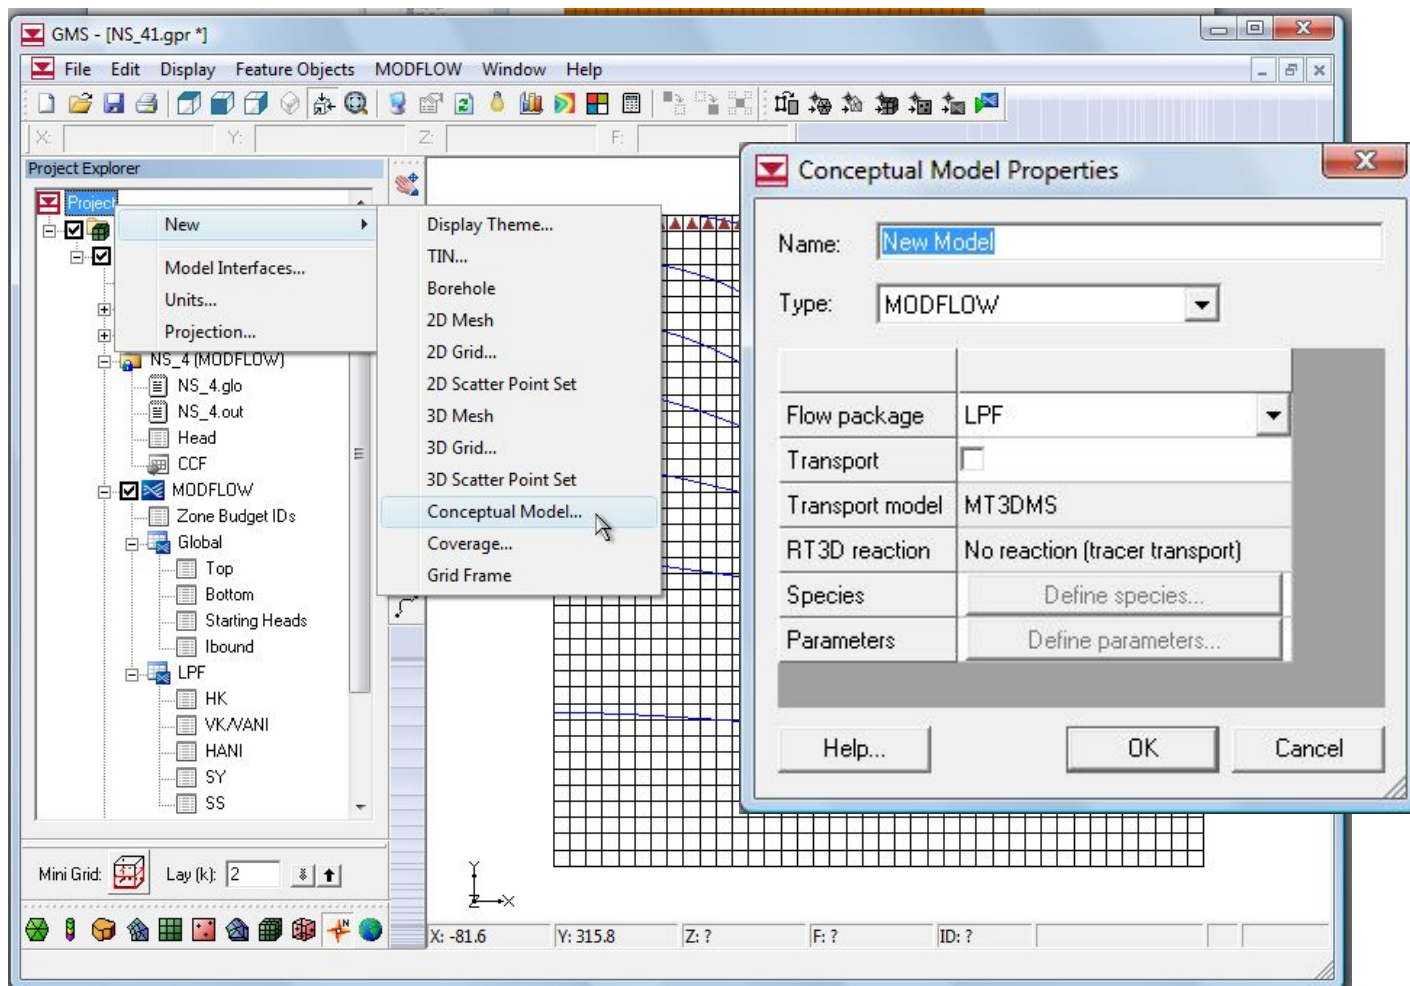 GMS - [NS_41.gpr *]
File Edit Display Feature Objects MODFLOW Window Help
X: Y: Z: F:
Project Explorer
Project
New
Model Interfaces...
Units...
Projection...
Display Theme...
TIN...
Borehole
2D Mesh
2D Grid...
2D Scatter Point Set
3D Mesh
3D Grid...
3D Scatter Point Set
Conceptual Model...
Coverage...
Grid Frame
NS_4 (MODFLOW)
NS_4.glo
NS_4.out
Head
CCF
MODFLOW
Zone Budget IDs
Global
Top
Bottom
Starting Heads
Ibound
LPF
HK
VK/VANI
HANI
SY
SS
Mini Grid: Lay (k): 2
Y
Z X
X: -81.6 Y: 315.8 Z: ? F: ? ID: ?
Conceptual Model Properties
Name: New Model
Type: MODFLOW
Flow package LPF
Transport
Transport model MT3DMS
RT3D reaction No reaction (tracer transport)
Species Define species...
Parameters Define parameters...
Help... OK Cancel